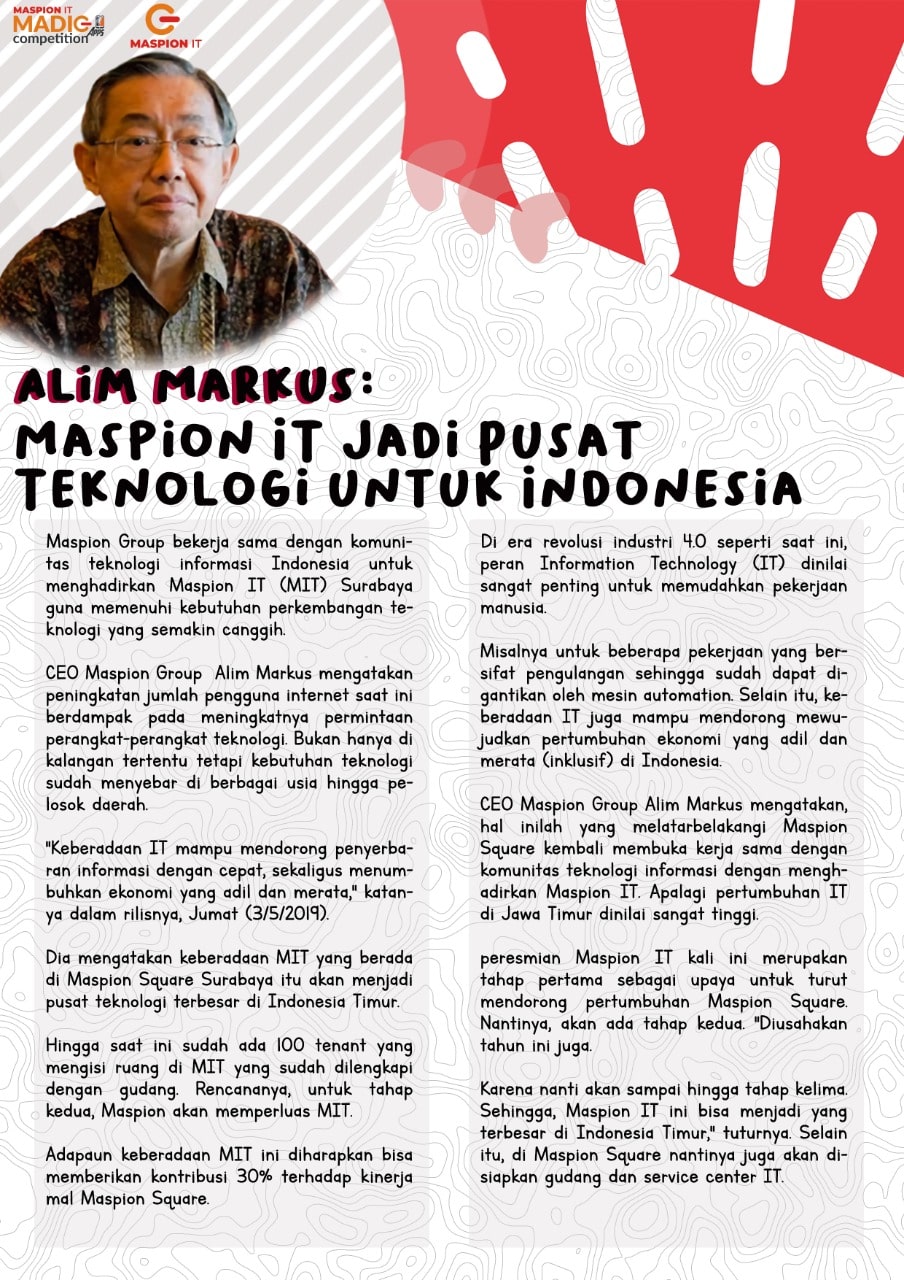 MASPION IT
MADIG APPS
competition
MASPION IT
ALIM MARKUS:
MASPION IT JADI PUSAT
TEKNOLOGI UNTUK INDONESIA
Maspion Group bekerja sama dengan komuni-
tas teknologi informasi Indonesia untuk
menghadirkan Maspion IT (MIT) Surabaya
guna memenuhi kebutuhan perkembangan te-
knologi yang semakin canggih.
CEO Maspion Group Alim Markus mengatakan
peningkatan jumlah pengguna internet saat ini
berdampak pada meningkatnya permintaan
perangkat-perangkat teknologi. Bukan hanya di
kalangan tertentu tetapi kebutuhan teknologi
sudah menyebar di berbagai usia hingga pe-
losok daerah.
"Keberadaan IT mampu mendorong penyerba-
ran informasi dengan cepat, sekaligus menum-
buhkan ekonomi yang adil dan merata," katan-
ya dalam rilisnya, Jumat (3/5/2019).
Dia mengatakan keberadaan MIT yang berada
di Maspion Square Surabaya itu akan menjadi
pusat teknologi terbesar di Indonesia Timur.
Hingga saat ini sudah ada 100 tenant yang
mengisi ruang di MIT yang sudah dilengkapi
dengan gudang. Rencananya, untuk tahap
kedua, Maspion akan memperluas MIT.
Adapaun keberadaan MIT ini diharapkan bisa
memberikan kontribusi 30% terhadap kinerja
mal Maspion Square.
Di era revolusi industri 4.0 seperti saat ini,
peran Information Technology (IT) dinilai
sangat penting untuk memudahkan pekerjaan
manusia.
Misalnya untuk beberapa pekerjaan yang ber-
sifat pengulangan sehingga sudah dapat di-
gantikan oleh mesin automation. Selain itu, ke-
beradaan IT juga mampu mendorong mewu-
judkan pertumbuhan ekonomi yang adil dan
merata (inklusif) di Indonesia.
CEO Maspion Group Alim Markus mengatakan,
hal inilah yang melatarbelakangi Maspion
Square kembali membuka kerja sama dengan
komunitas teknologi informasi dengan mengh-
adirkan Maspion IT. Apalagi pertumbuhan IT
di Jawa Timur dinilai sangat tinggi.
peresmian Maspion IT kali ini merupakan
tahap pertama sebagai upaya untuk turut
mendorong pertumbuhan Maspion Square.
Nantinya, akan ada tahap kedua. "Diusahakan
tahun ini juga.
Karena nanti akan sampai hingga tahap kelima.
Sehingga, Maspion IT ini bisa menjadi yang
terbesar di Indonesia Timur," tuturnya. Selain
itu, di Maspion Square nantinya juga akan di-
siapkan gudang dan service center IT.